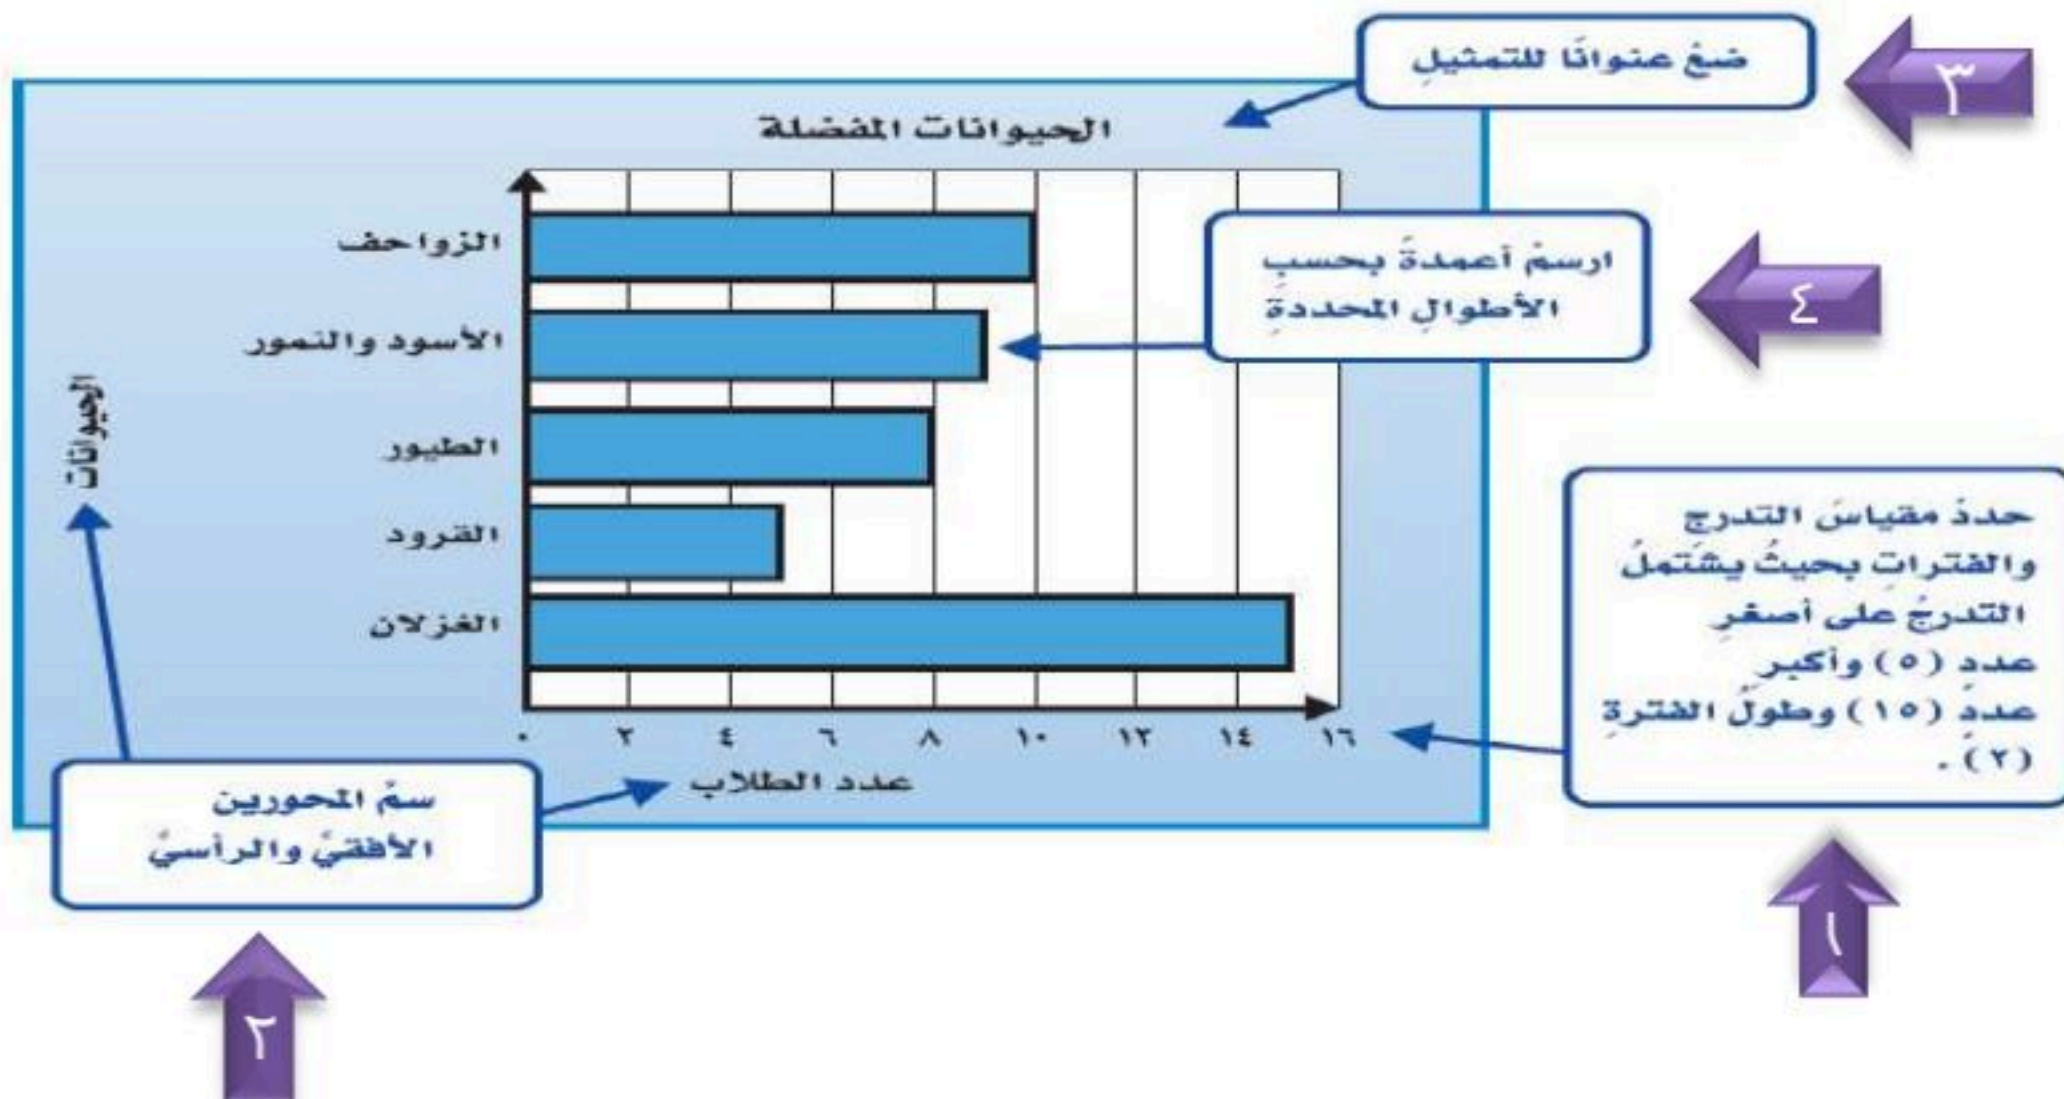 ضعْ عنوانًا للتمثيلِ
٣
الحيوانات المفضلة
الزواحف
ارسمْ أعمدةً بحسبِ
الأطوالِ المحددةِ
٤
الأسود والنمور
الطيور
القرود
الغزلان
الحيوانات
٠ ٢ ٤ ٦ ٨ ١٠ ١٢ ١٤ ١٦
عدد الطلاب
حددْ مقياسَ التدرجِ
والفتراتِ بحيثُ يشتملُ
التدرجُ على أصغرِ
عددٍ (٥) وأكبرِ
عددٍ (١٥) وطولُ الفترةِ
(٢).
١
سمِّ المحورين
الأفقيَّ والرأسيَّ
٢